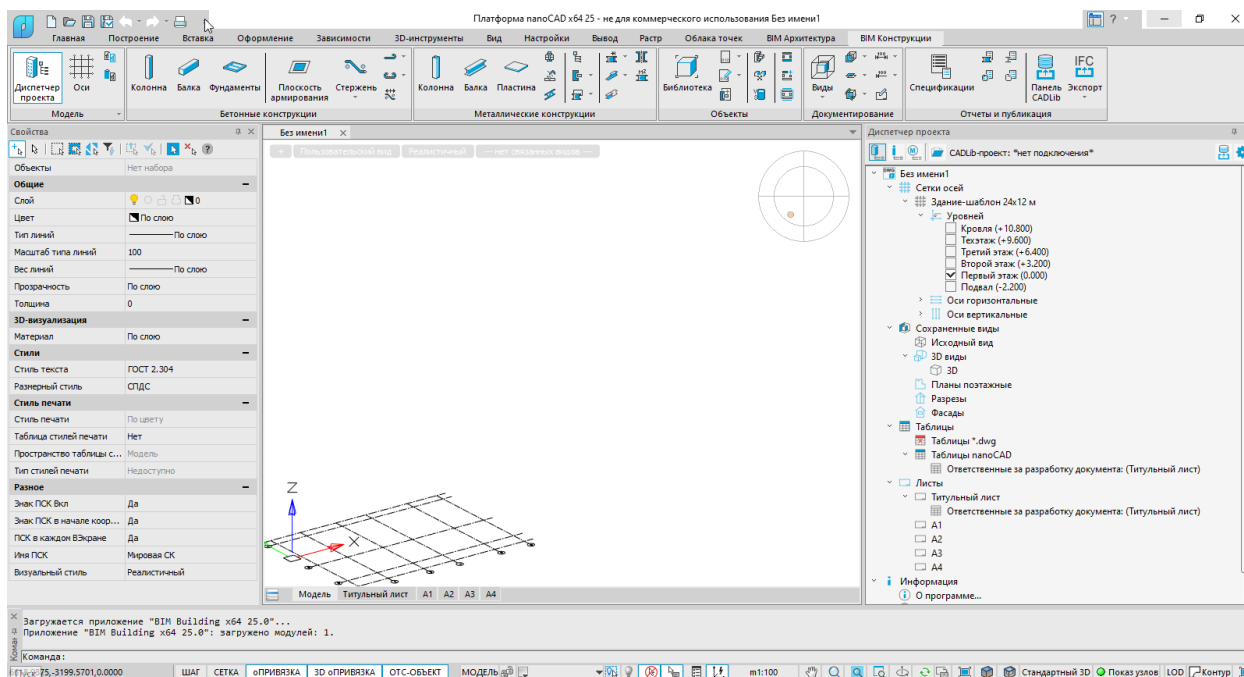 Платформа nanoCAD x64 25 - не для коммерческого использования Без имени1
?
Главная Построение Вставка Оформление Зависимости 3D-инструменты Вид Настройки Вывод Растр Облака точек BIM Архитектура BIM Конструкции
Диспетчер проекта Оси Колонна Балка Фундаменты Плоскость армирования Стержень Колонна Балка Пластина Библиотека Виды Спецификации Панель CADLib IFC Экспорт
Модель Бетонные конструкции Металлические конструкции Объекты Документирование Отчеты и публикация
Свойства
Объекты Нет набора
Общие
Слой 0
Цвет По слою
Тип линий По слою
Масштаб типа линий 100
Вес линий По слою
Прозрачность По слою
Толщина 0
3D-визуализация
Материал По слою
Стили
Стиль текста ГОСТ 2.304
Размерный стиль СПДС
Стиль печати
Стиль печати По цвету
Таблица стилей печати Нет
Пространство таблицы с... Модель
Тип стилей печати Недоступно
Разное
Знак ПСК Вкл Да
Знак ПСК в начале коор... Да
ПСК в каждом ВЭкране Да
Имя ПСК Мировая СК
Визуальный стиль Реалистичный
Без имени1
+ Пользовательский вид Реалистичный --- нет связанных видов ---
Z
X
Модель Титульный лист A1 A2 A3 A4
Диспетчер проекта
CADLib-проект: *нет подключения*
Без имени1
Сетки осей
Здание-шаблон 24x12 м
Уровней
Кровля (+10.800)
Техэтаж (+9.600)
Третий этаж (+6.400)
Второй этаж (+3.200)
Первый этаж (0.000)
Подвал (-2.200)
Оси горизонтальные
Оси вертикальные
Сохраненные виды
Исходный вид
3D виды
3D
Планы поэтажные
Разрезы
Фасады
Таблицы
Таблицы *.dwg
Таблицы nanoCAD
Ответственные за разработку документа: (Титульный лист)
Листы
Титульный лист
Ответственные за разработку документа: (Титульный лист)
A1
A2
A3
A4
Информация
О программе...
Загружается приложение "BIM Building x64 25.0"...
Приложение "BIM Building x64 25.0": загружено модулей: 1.
Команда:
ШАГ СЕТКА оПРИВЯЗКА 3D оПРИВЯЗКА ОТС-ОБЪЕКТ МОДЕЛЬ m1:100 Стандартный 3D Показ узлов LOD Контур